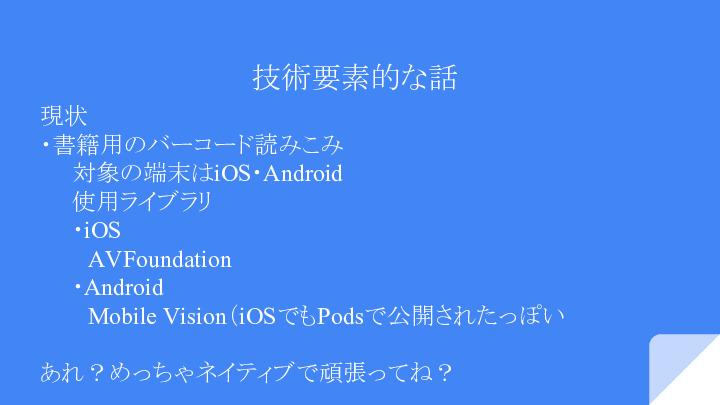 技術要素的な話
現状
・書籍用のバーコード読みこみ
対象の端末はiOS・Android
使用ライブラリ
・iOS
AVFoundation
・Android
Mobile Vision（iOSでもPodsで公開されたっぽい
あれ？めっちゃネイティブで頑張ってね？